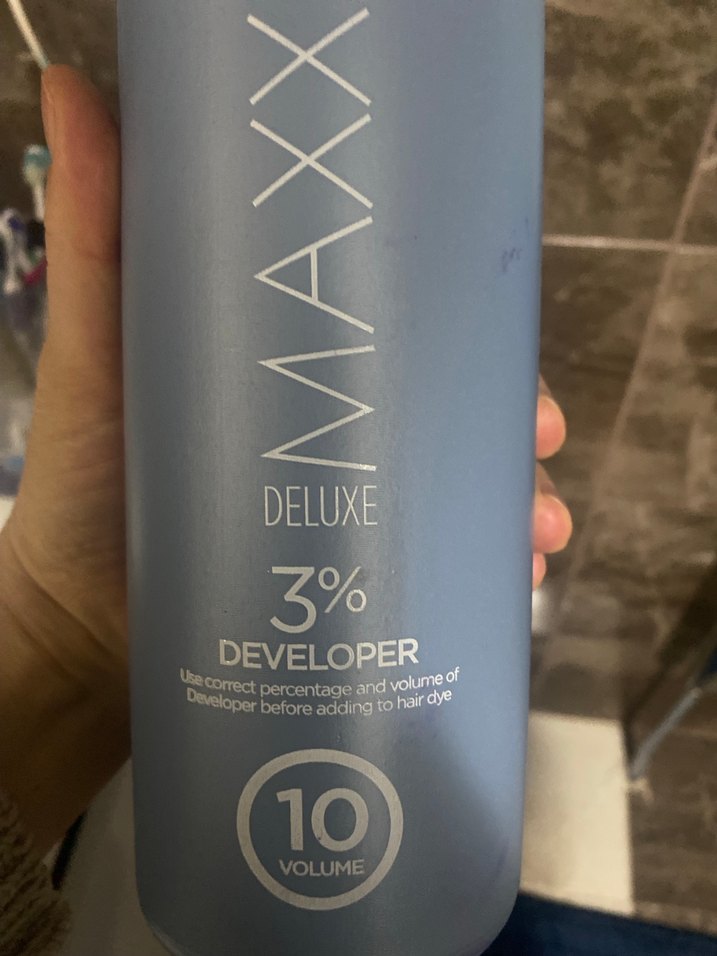 MAXX
DELUXE
3%
DEVELOPER
Use correct percentage and volume of
Developer before adding to hair dye
10
VOLUME